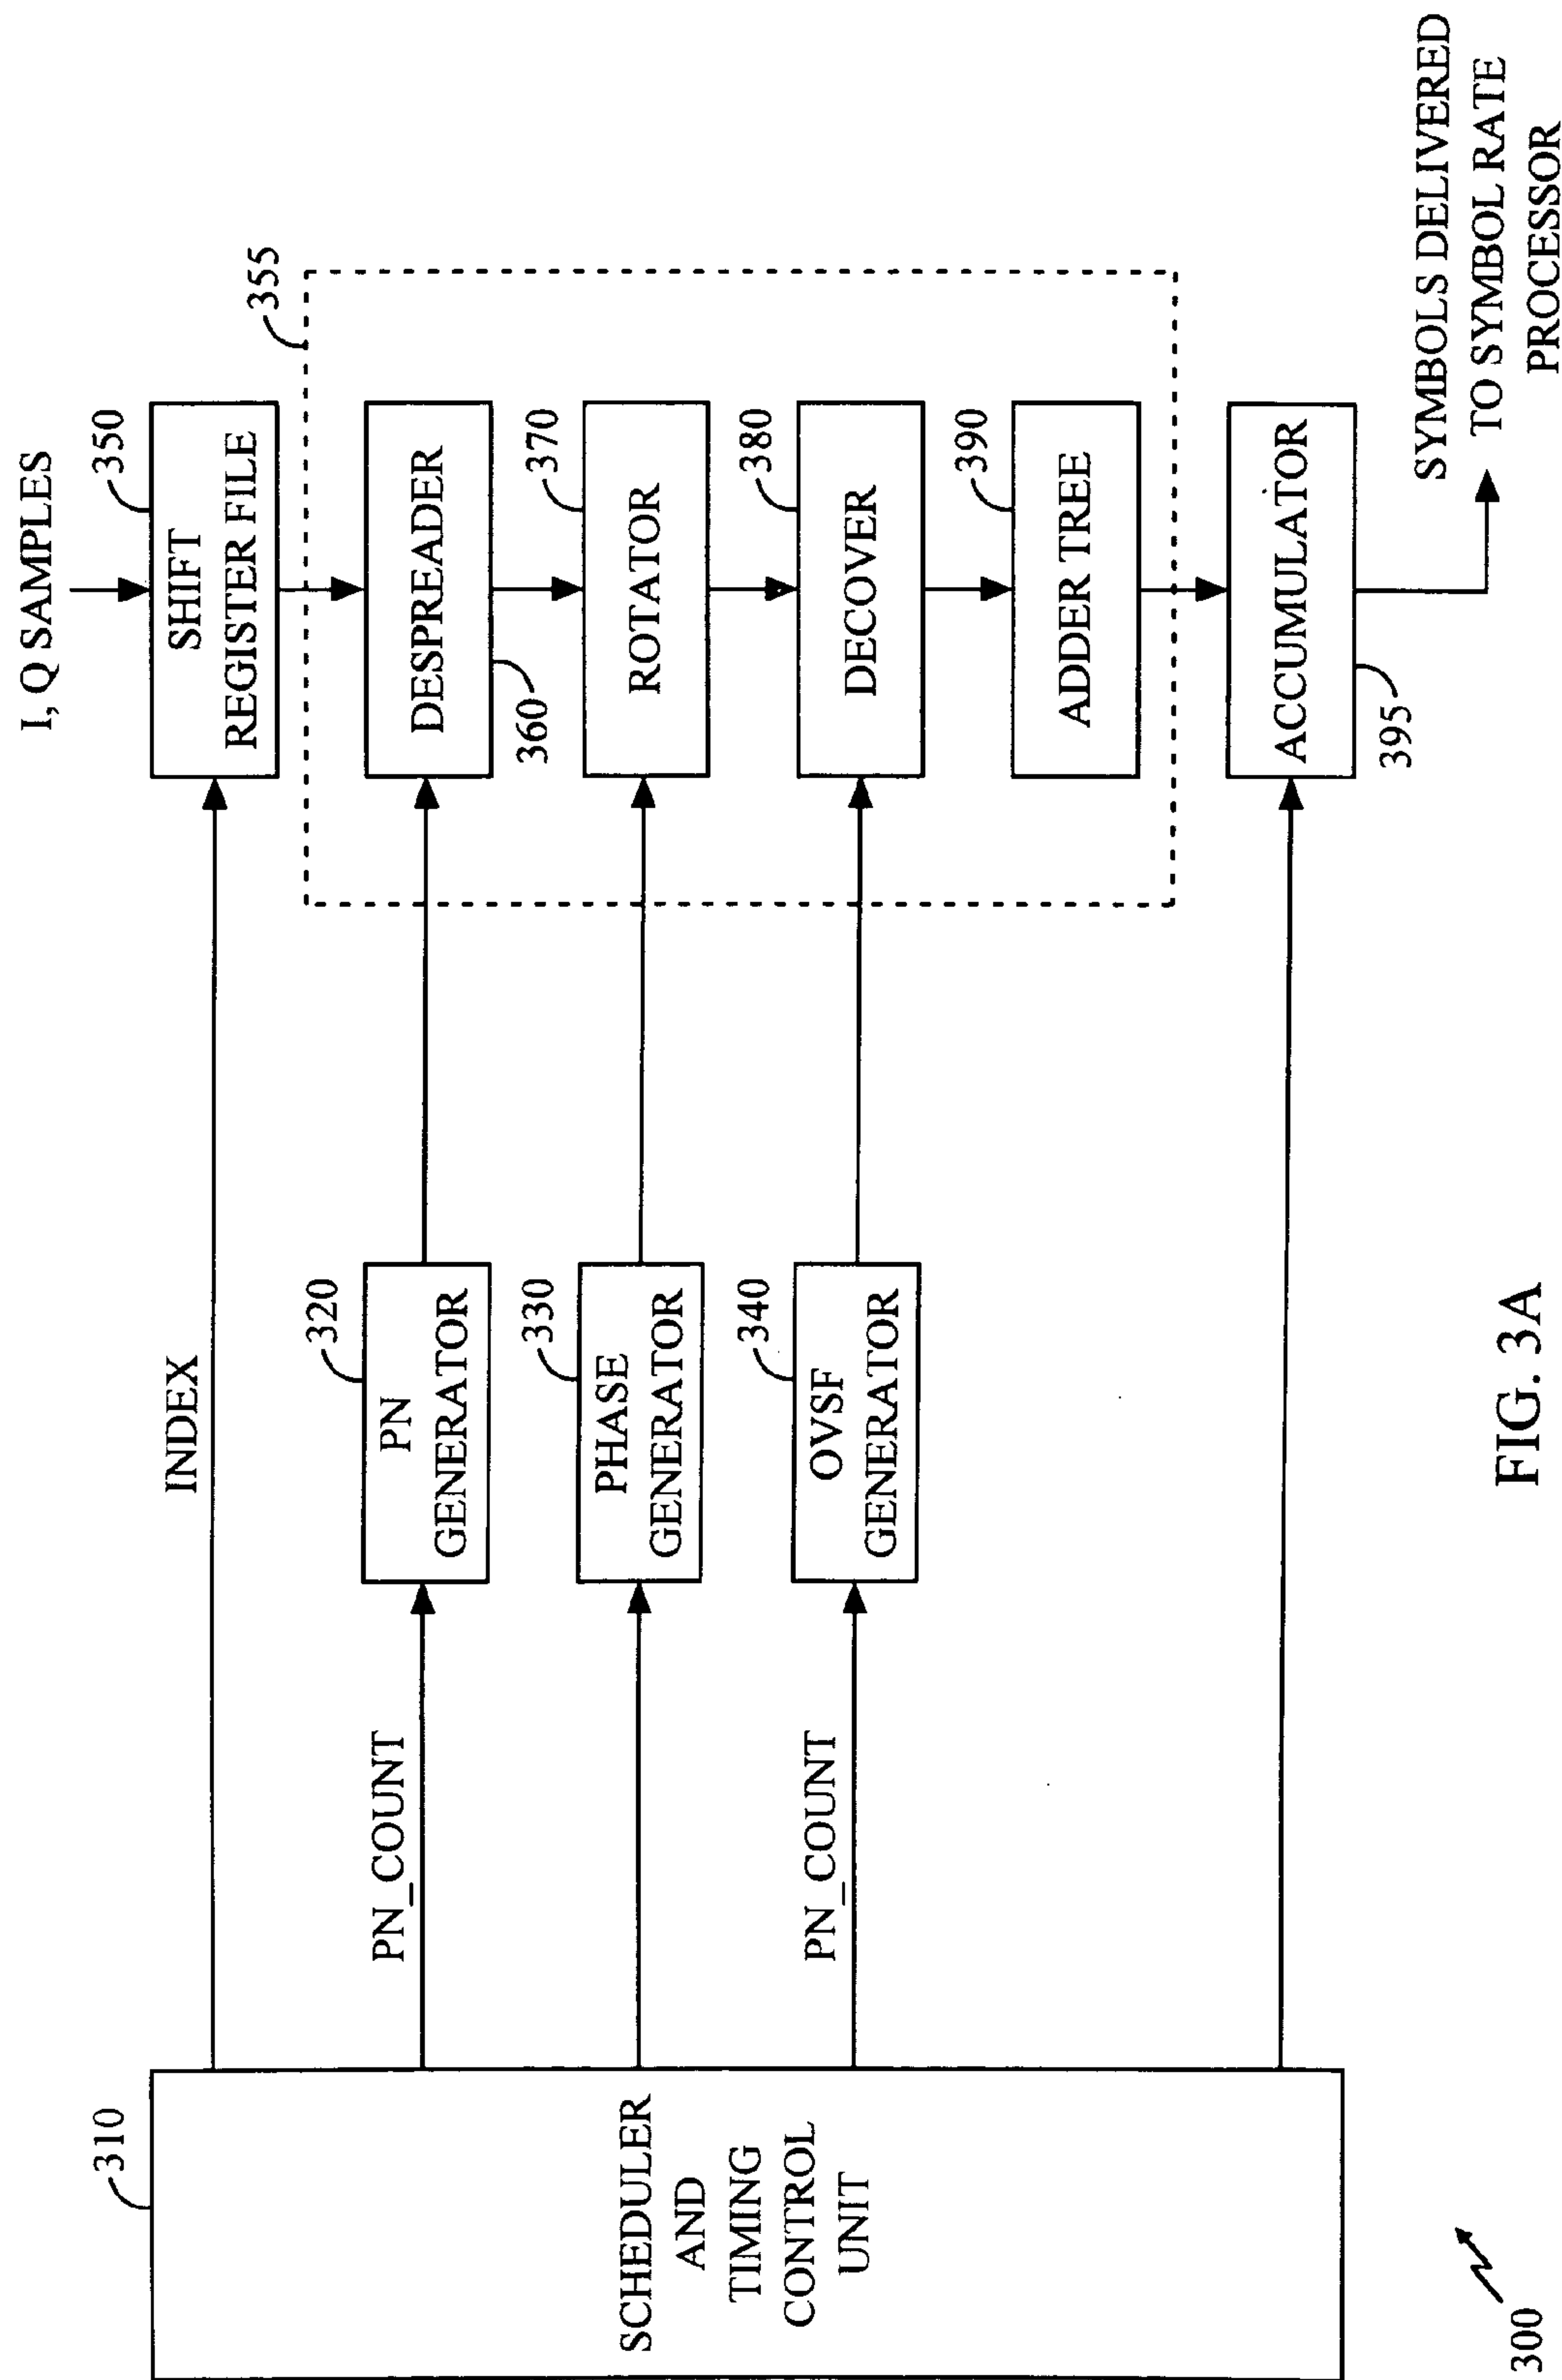 I, Q SAMPLES
350
SHIFT
REGISTER FILE
INDEX
355
310
SCHEDULER
AND
TIMING
CONTROL
UNIT
PN_COUNT
320
PN
GENERATOR
DESPREADER
360
330
PHASE
GENERATOR
370
ROTATOR
PN_COUNT
340
OVSF
GENERATOR
380
DECOVER
390
ADDER TREE
ACCUMULATOR
395
SYMBOLS DELIVERED
TO SYMBOL RATE
PROCESSOR
300
FIG. 3A